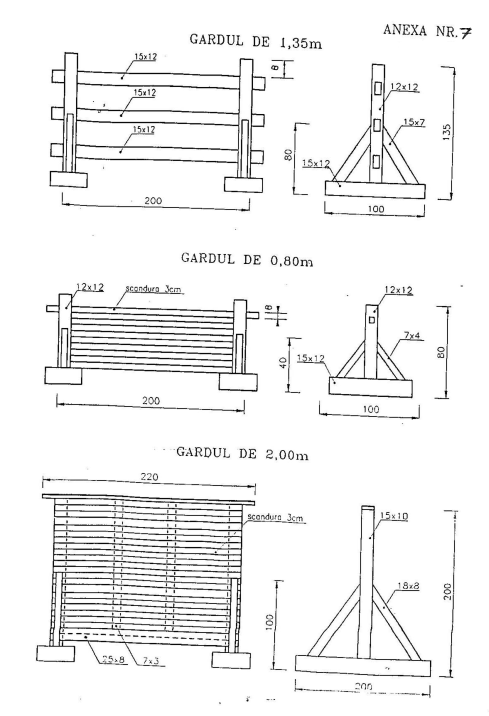 ANEXA NR.7
GARDUL DE 1,35m
15x12
15x12
15x12
200
8
12x12
15x7
15x12
80
135
100
GARDUL DE 0,80m
12x12
scandura 3cm
200
8
12x12
7x4
15x12
40
80
100
GARDUL DE 2,00m
220
scandura 3cm
25x8
7x3
15x10
18x8
100
200
200